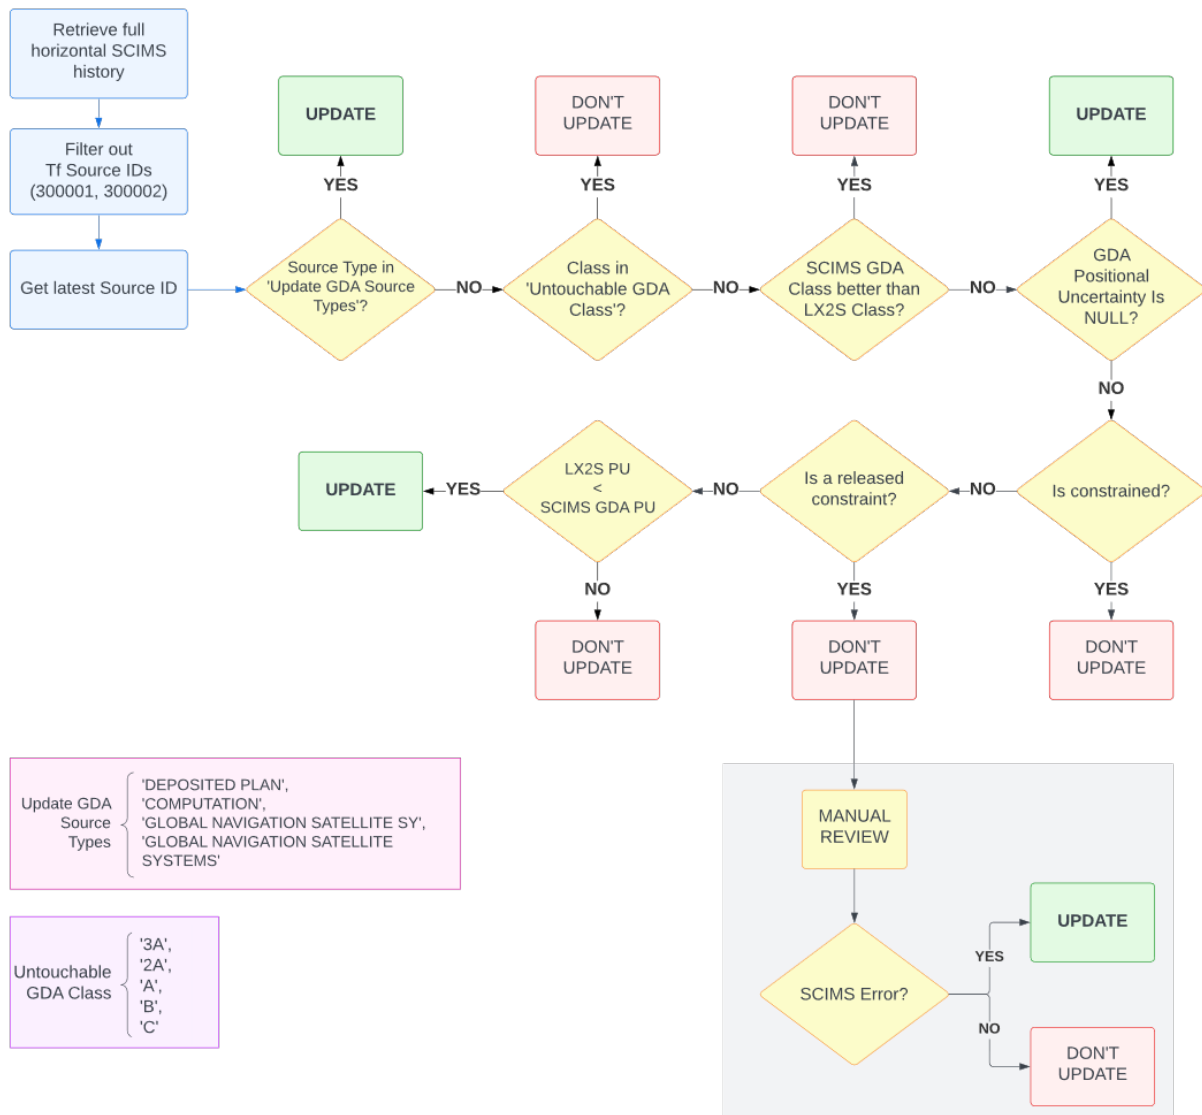 Retrieve full
horizontal SCIMS
history
Filter out
Tf Source IDs
(300001, 300002)
Get latest Source ID
UPDATE
YES
Source Type in
'Update GDA Source
Types'?
NO
DON'T
UPDATE
YES
Class in
'Untouchable GDA
Class'?
NO
DON'T
UPDATE
YES
SCIMS GDA
Class better than
LX2S Class?
NO
UPDATE
YES
GDA
Positional
Uncertainty Is
NULL?
NO
Is constrained?
YES
DON'T
UPDATE
NO
Is a released
constraint?
YES
DON'T
UPDATE
NO
LX2S PU
<
SCIMS GDA PU
NO
DON'T
UPDATE
YES
UPDATE
Update GDA
Source
Types
'DEPOSITED PLAN',
'COMPUTATION',
'GLOBAL NAVIGATION SATELLITE SY',
'GLOBAL NAVIGATION SATELLITE
SYSTEMS'
Untouchable
GDA Class
'3A',
'2A',
'A',
'B',
'C'
MANUAL
REVIEW
SCIMS Error?
YES
UPDATE
NO
DON'T
UPDATE